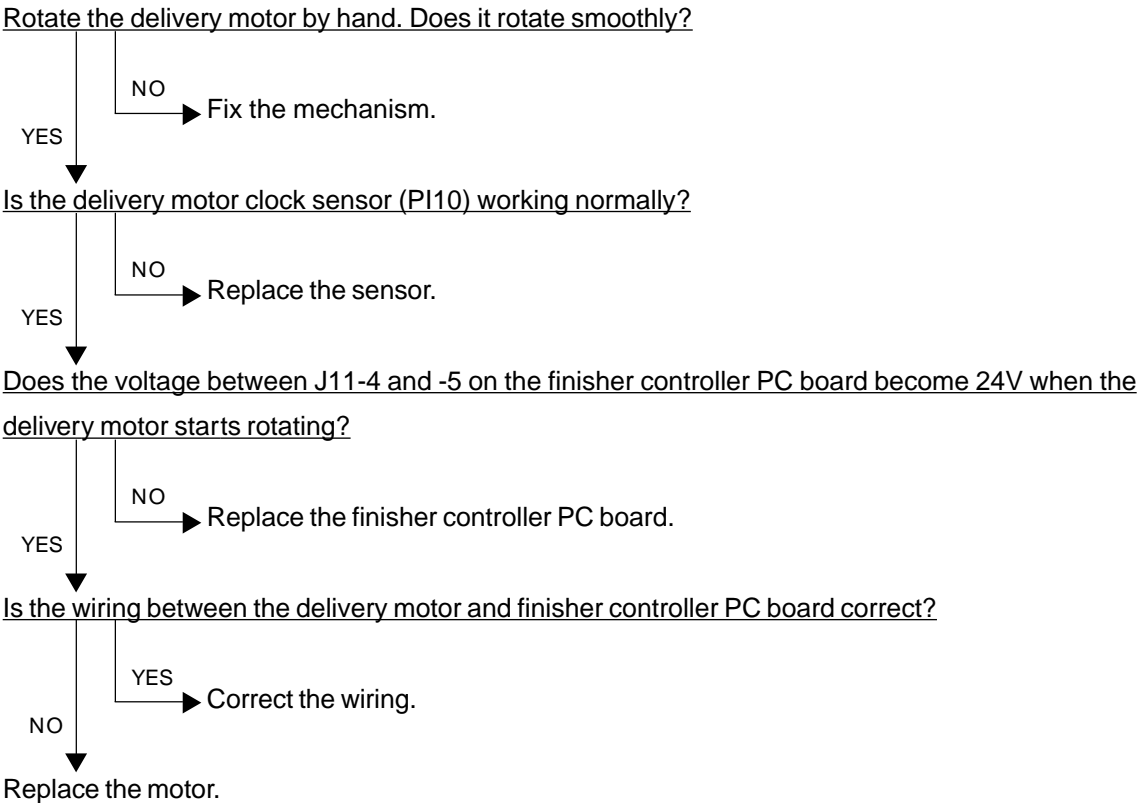 Rotate the delivery motor by hand. Does it rotate smoothly?
NO
Fix the mechanism.
YES
Is the delivery motor clock sensor (PI10) working normally?
NO
Replace the sensor.
YES
Does the voltage between J11-4 and -5 on the finisher controller PC board become 24V when the
delivery motor starts rotating?
NO
Replace the finisher controller PC board.
YES
Is the wiring between the delivery motor and finisher controller PC board correct?
YES
Correct the wiring.
NO
Replace the motor.